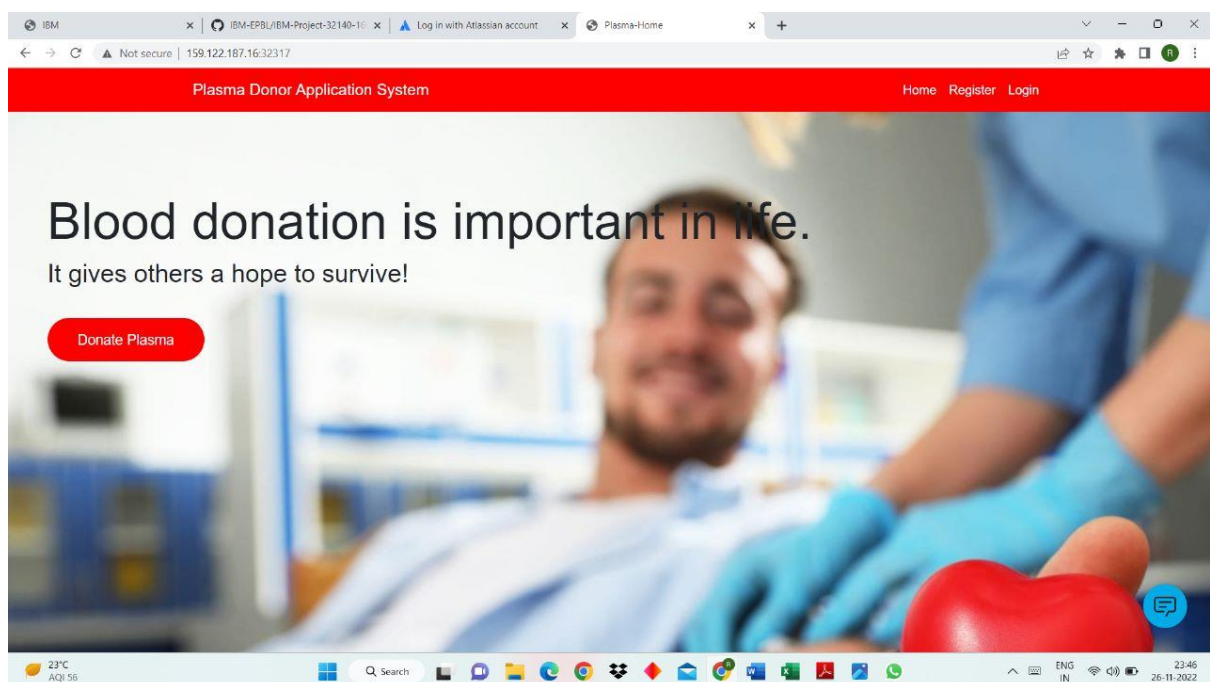 IBM
IBM-EPBL/IBM-Project-32140-16
Log in with Atlassian account
Plasma-Home
Not secure | 159.122.187.16:32317
R
Plasma Donor Application System
Home Register Login
Blood donation is important in life.
It gives others a hope to survive!
Donate Plasma
23°C
AQI 56
Search
ENG
IN
23:46
26-11-2022